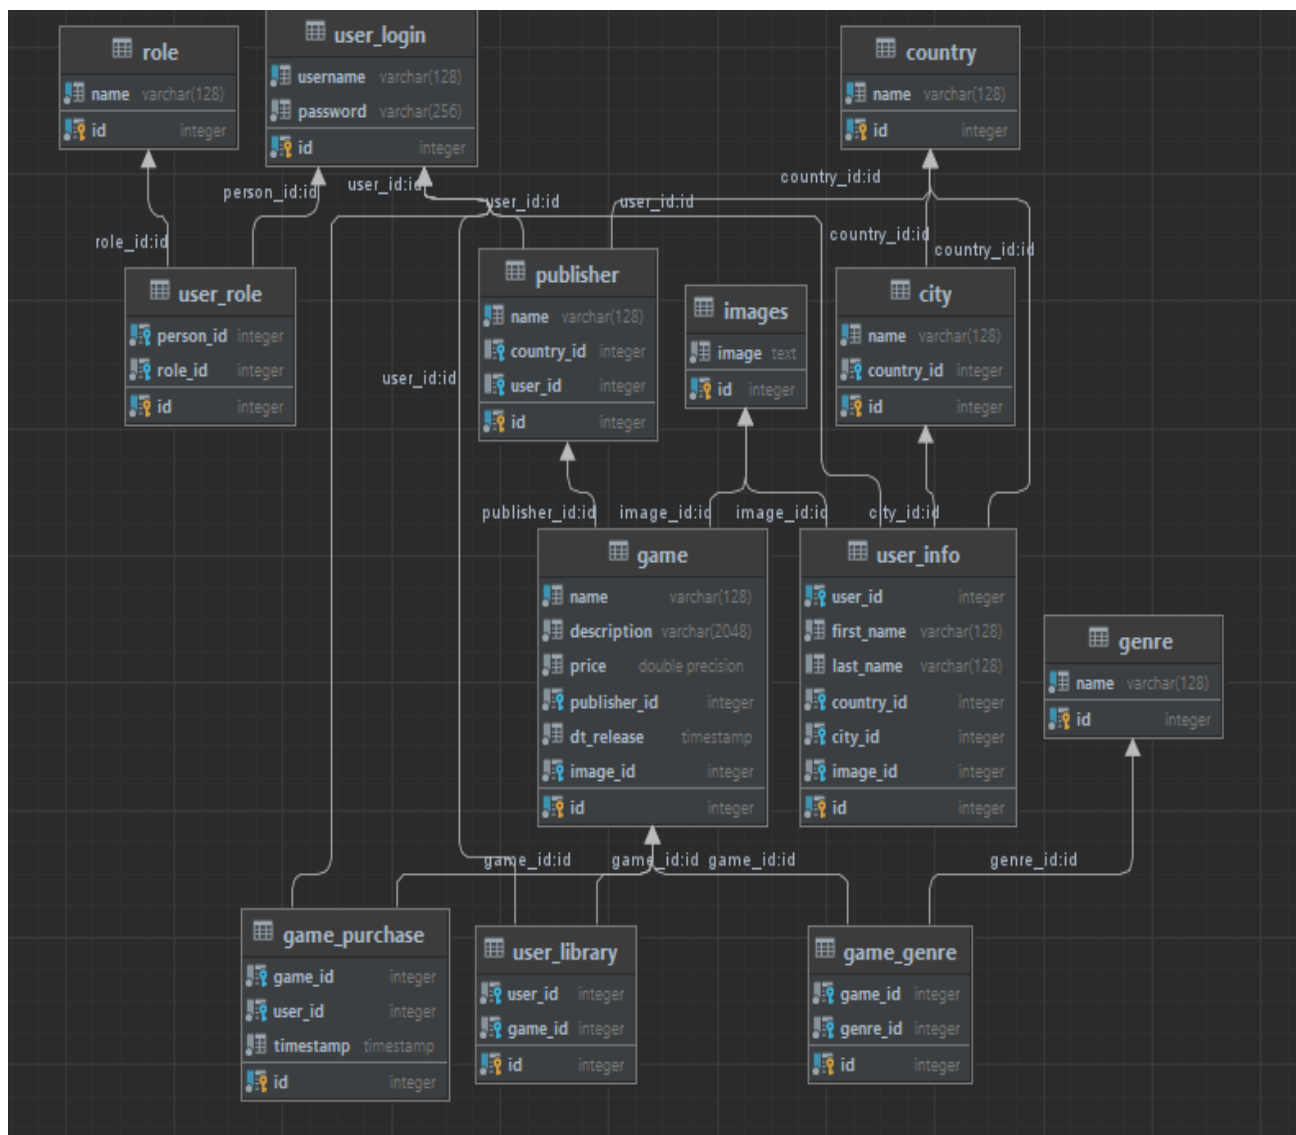 role
name varchar(128)
id integer
user_login
username varchar(128)
password varchar(256)
id integer
country
name varchar(128)
id integer
person_id:id
user_id:id
user_id:id
user_id:id
country_id:id
role_id:id
country_id:id
country_id:id
user_role
person_id integer
role_id integer
id integer
user_id:id
publisher
name varchar(128)
country_id integer
user_id integer
id integer
images
image text
id integer
city
name varchar(128)
country_id integer
id integer
publisher_id:id
image_id:id
image_id:id
city_id:id
game
name varchar(128)
description varchar(2048)
price double precision
publisher_id integer
dt_release timestamp
image_id integer
id integer
user_info
user_id integer
first_name varchar(128)
last_name varchar(128)
country_id integer
city_id integer
image_id integer
id integer
genre
name varchar(128)
id integer
game_id:id
game_id:id
game_id:id
genre_id:id
game_purchase
game_id integer
user_id integer
timestamp timestamp
id integer
user_library
user_id integer
game_id integer
id integer
game_genre
game_id integer
genre_id integer
id integer